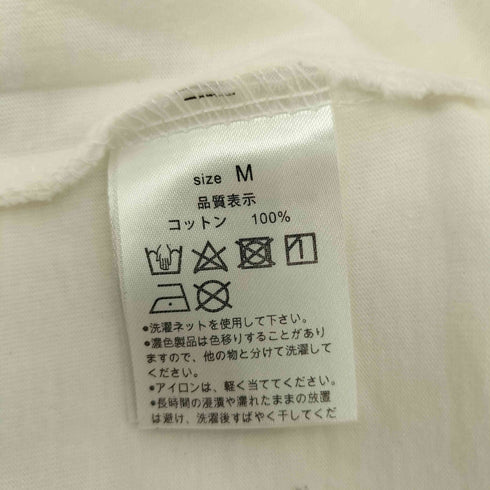 size M
品質表示
コットン 100%
•洗濯ネットを使用して下さい。
•濃色製品は色移りすることがあり
ますので、他の物と分けて洗濯して
ください。
•アイロンは、軽く当ててください。
•長時間の浸漬や濡れたままの放置
は避け、洗濯後すばやく干してくだ